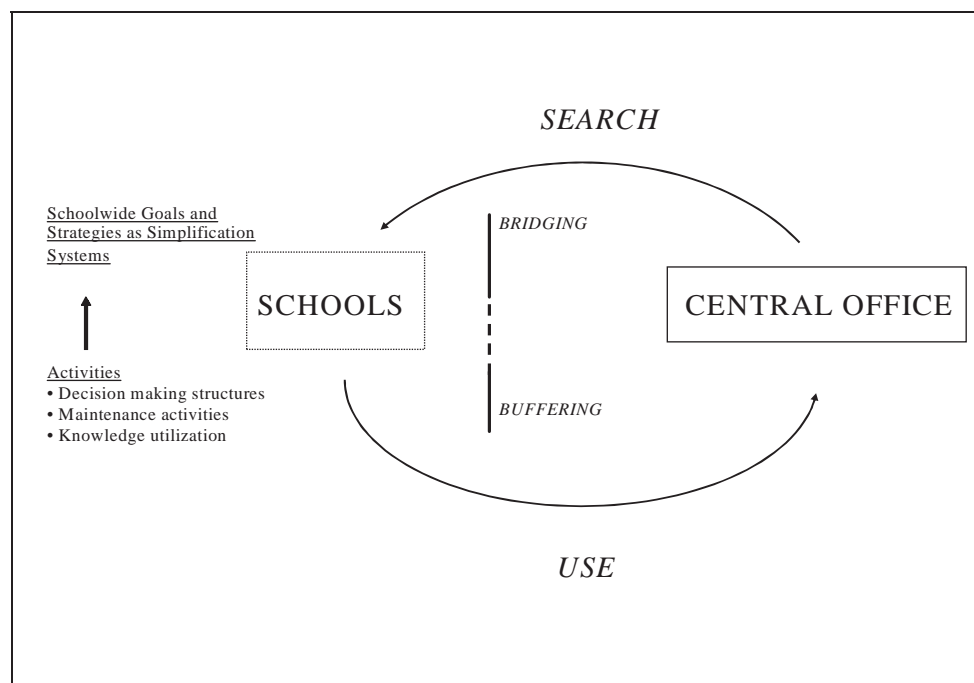 SEARCH
Schoolwide Goals and
Strategies as Simplification
Systems
BRIDGING
SCHOOLS
CENTRAL OFFICE
Activities
• Decision making structures
• Maintenance activities
• Knowledge utilization
BUFFERING
USE